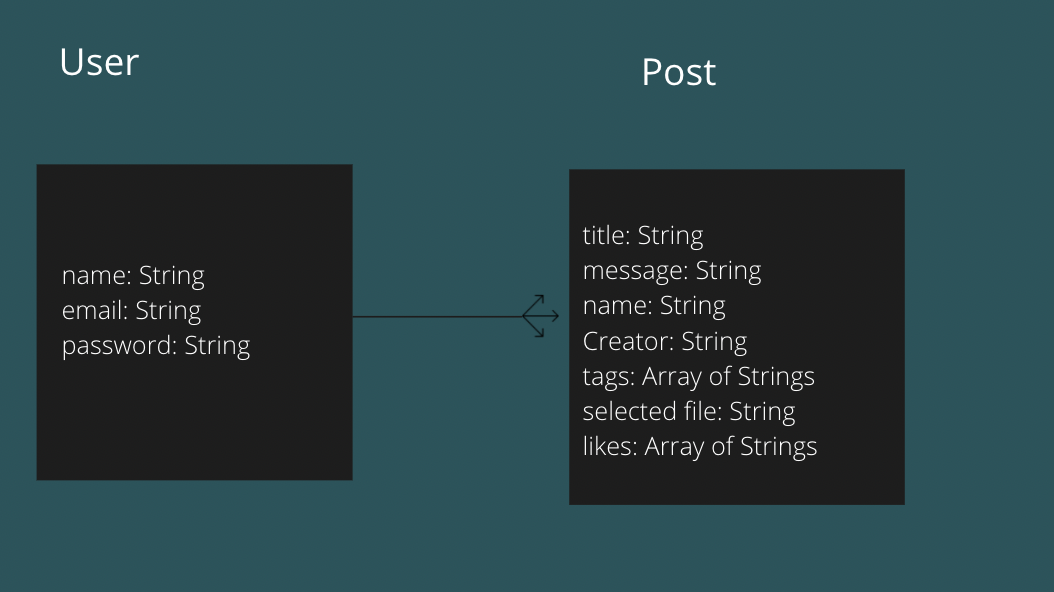 User
name: String
email: String
password: String
Post
title: String
message: String
name: String
Creator: String
tags: Array of Strings
selected file: String
likes: Array of Strings